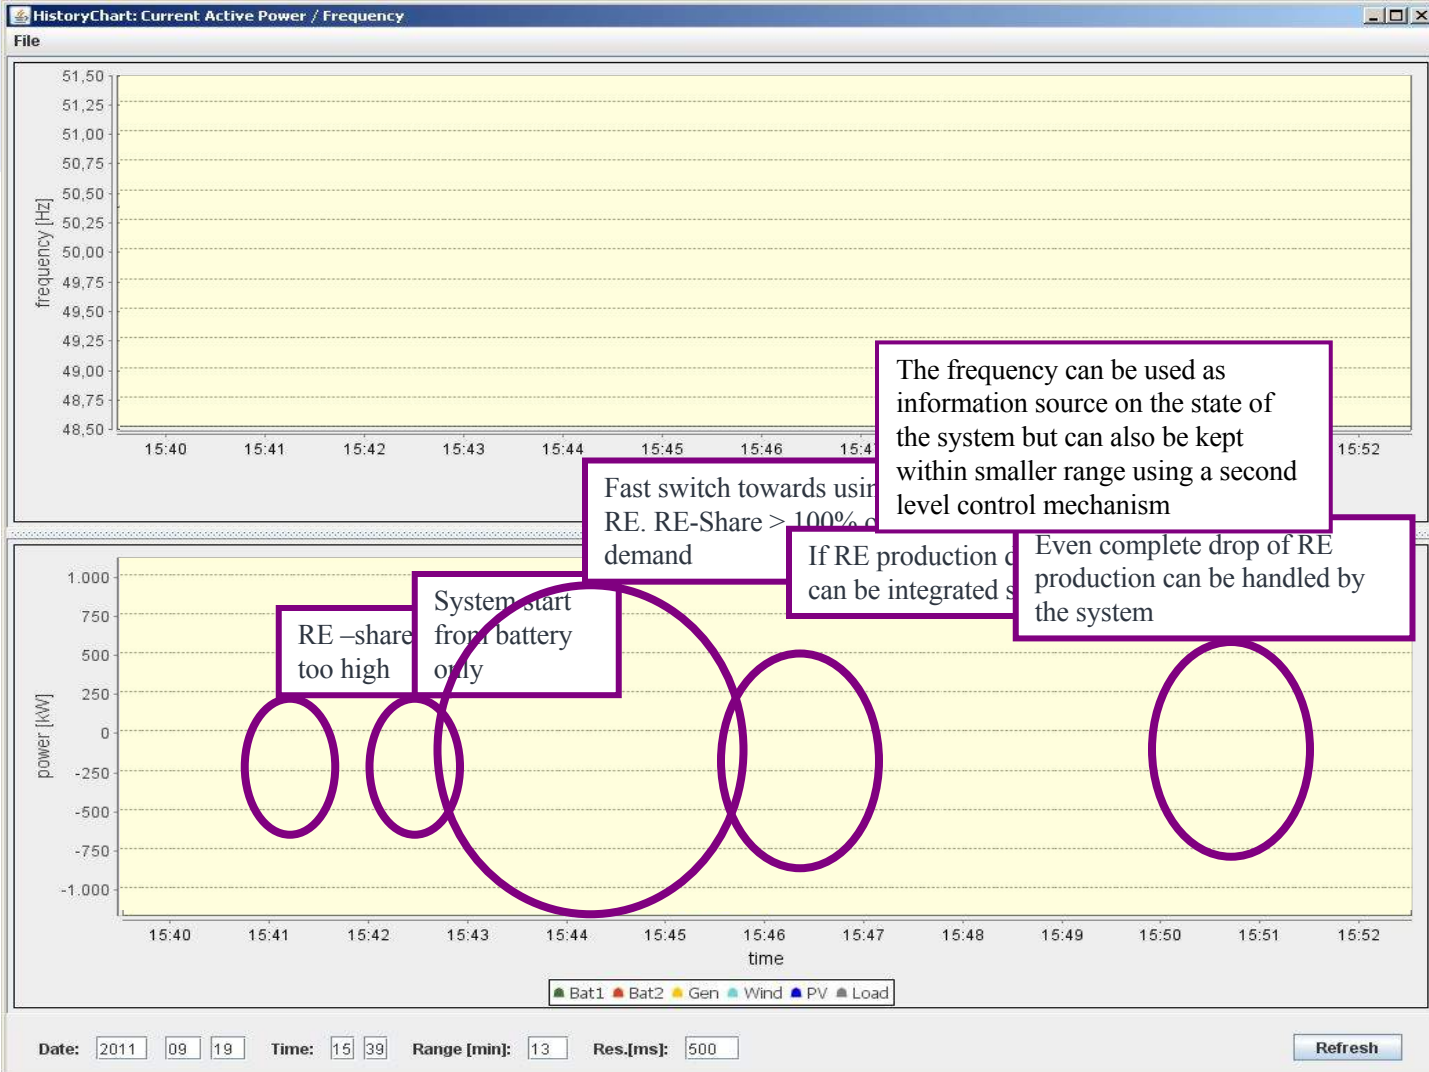 HistoryChart: Current Active Power / Frequency
File
51,50
51,25
51,00
50,75
50,50
50,25
50,00
49,75
49,50
49,25
49,00
48,75
48,50
frequency [Hz]
15:40 15:41 15:42 15:43 15:44 15:45 15:46 15:52
The frequency can be used as
information source on the state of
the system but can also be kept
within smaller range using a second
level control mechanism
Fast switch towards
RE. RE-Share > 100%
demand
If RE production
can be integrated
Even complete drop of RE
production can be handled by
the system
System start
from battery
only
RE –share
too high
1.000
750
500
250
0
-250
-500
-750
-1.000
power [kW]
15:40 15:41 15:42 15:43 15:44 15:45 15:46 15:47 15:48 15:49 15:50 15:51 15:52
time
Bat1 Bat2 Gen Wind PV Load
Date: 2011 09 19 Time: 15 39 Range [min]: 13 Res.[ms]: 500 Refresh